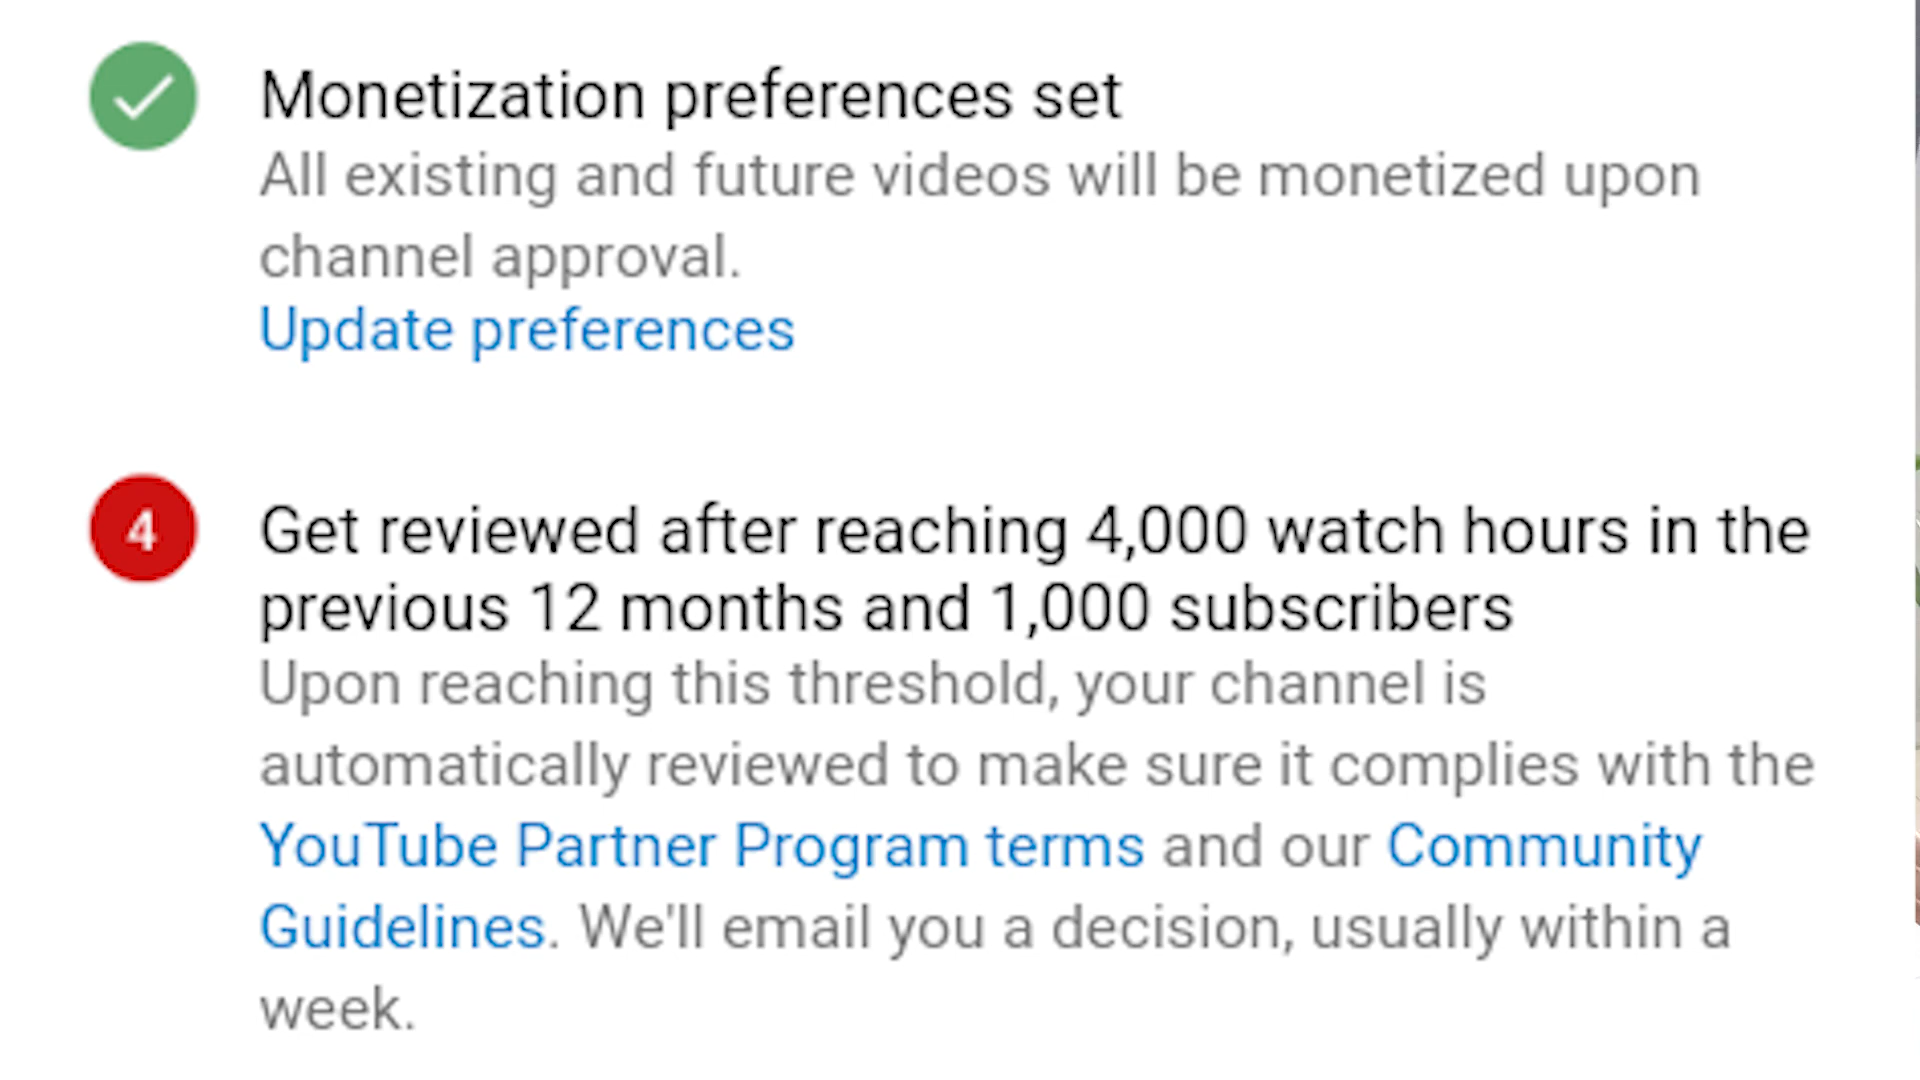 Monetization preferences set
All existing and future videos will be monetized upon
channel approval.
Update preferences
4
Get reviewed after reaching 4,000 watch hours in the
previous 12 months and 1,000 subscribers
Upon reaching this threshold, your channel is
automatically reviewed to make sure it complies with the
YouTube Partner Program terms and our Community
Guidelines. We'll email you a decision, usually within a
week.